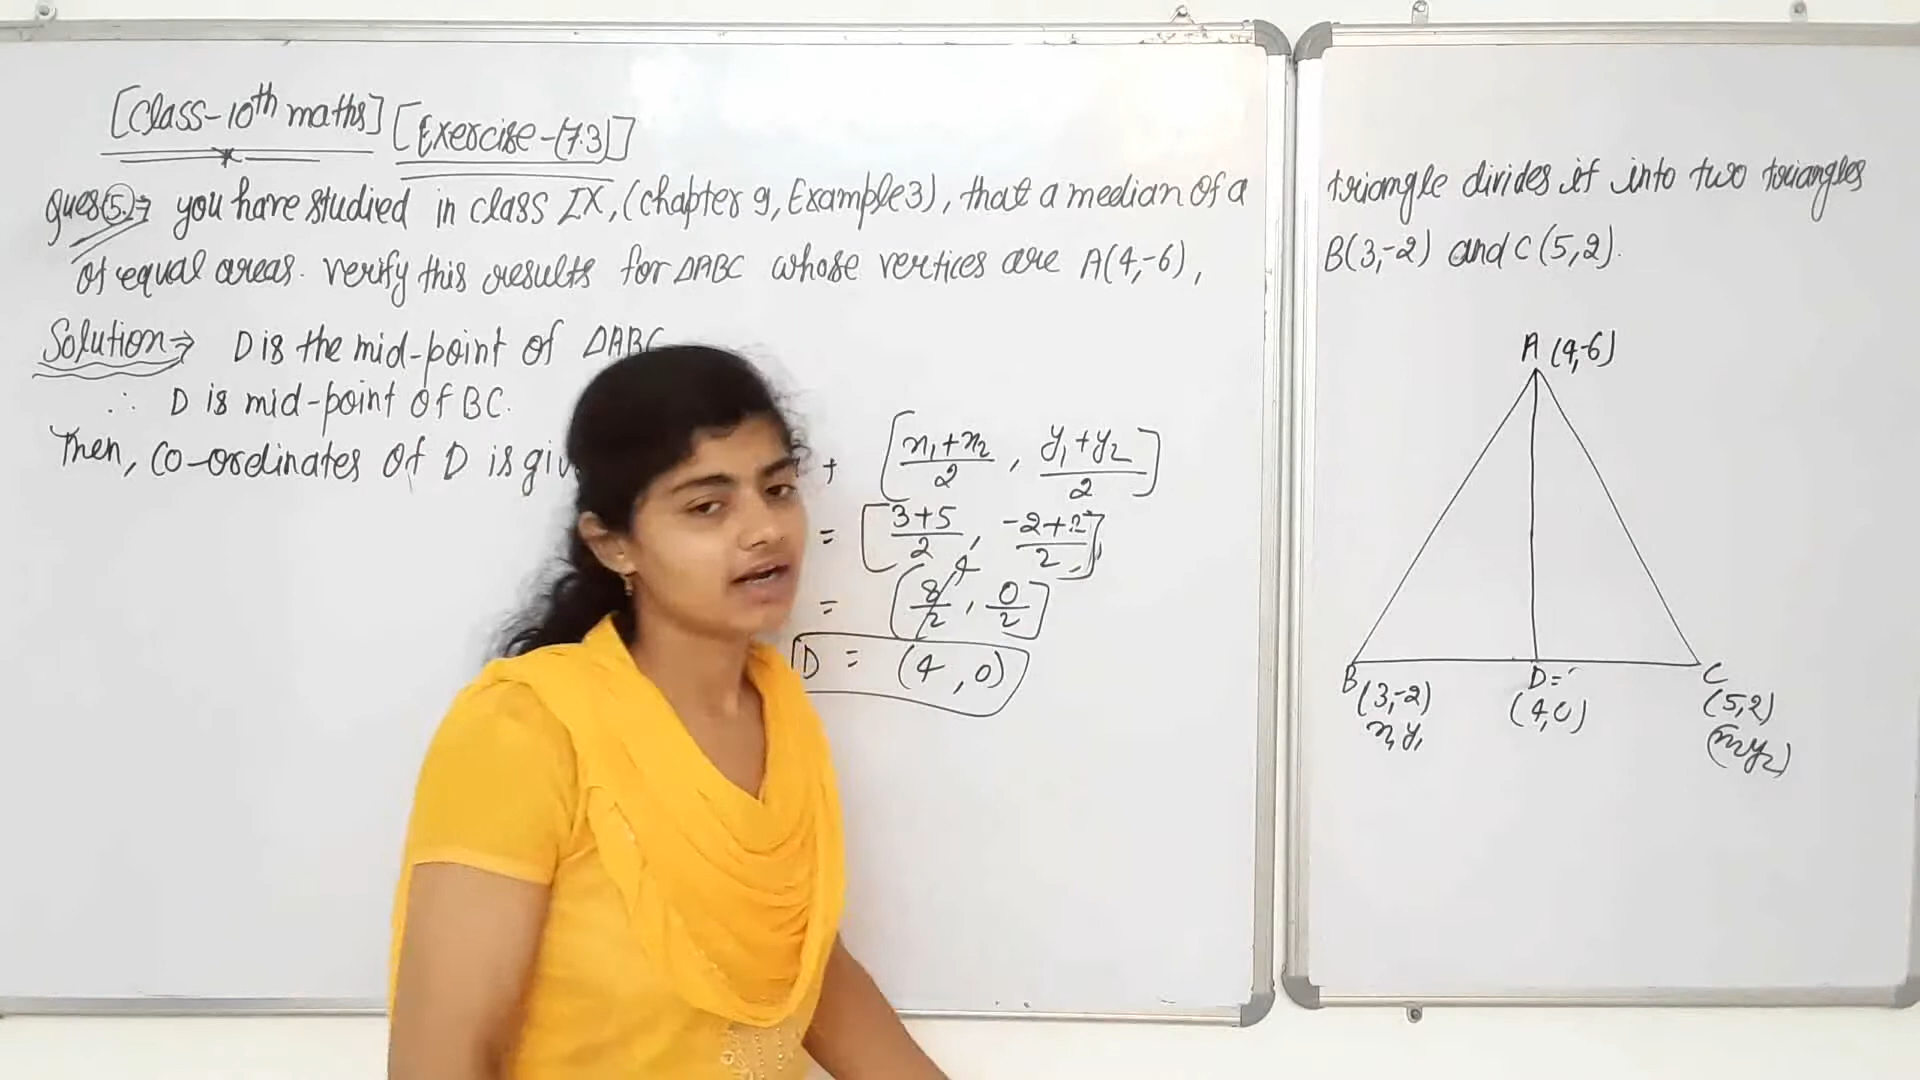 [Class-10th maths] [Exercise-(7.3)]
Ques(5.)⇒ you have studied in class IX, (chapter 9, Example 3), that a median of a triangle divides it into two triangles
of equal areas. verify this results for ΔABC whose vertices are A(4,-6), B(3,-2) and C(5,2).
Solution⇒ D is the mid-point of ΔABC
∴ D is mid-point of BC.
Then, Co-ordinates of D is
+ [x₁+x₂/2, y₁+y₂/2]
= [3+5/2, -2+2/2]
= [8/2 4, 0/2]
D = (4,0)
A (4,-6)
B (3,-2)
x₁y₁
D=
(4,0)
C
(5,2)
(x₂y₂)